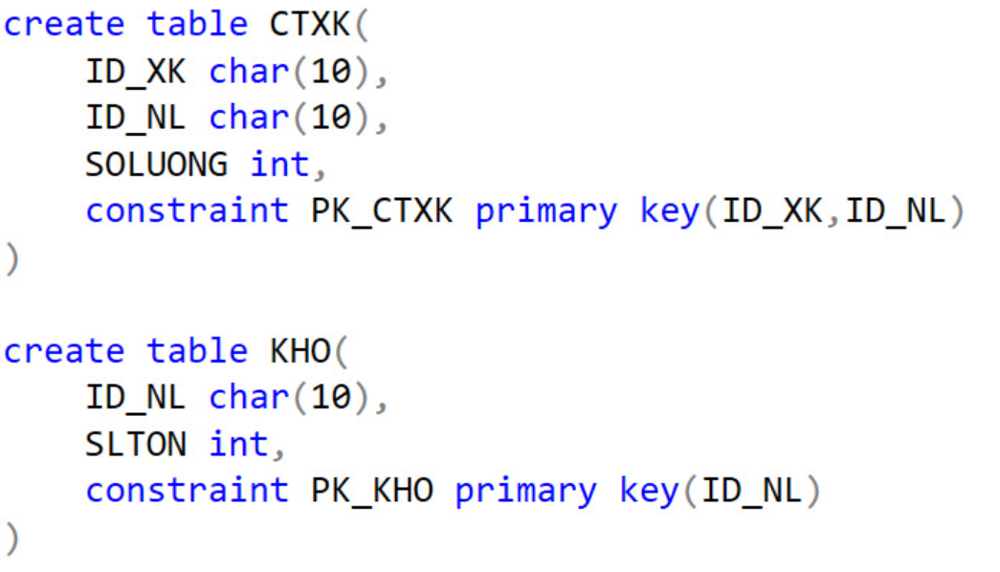 create table CTXK(
ID_XK char(10),
ID_NL char(10),
SOLUONG int,
constraint PK_CTXK primary key(ID_XK,ID_NL)
)
create table KHO(
ID_NL char(10),
SLTON int,
constraint PK_KHO primary key(ID_NL)
)